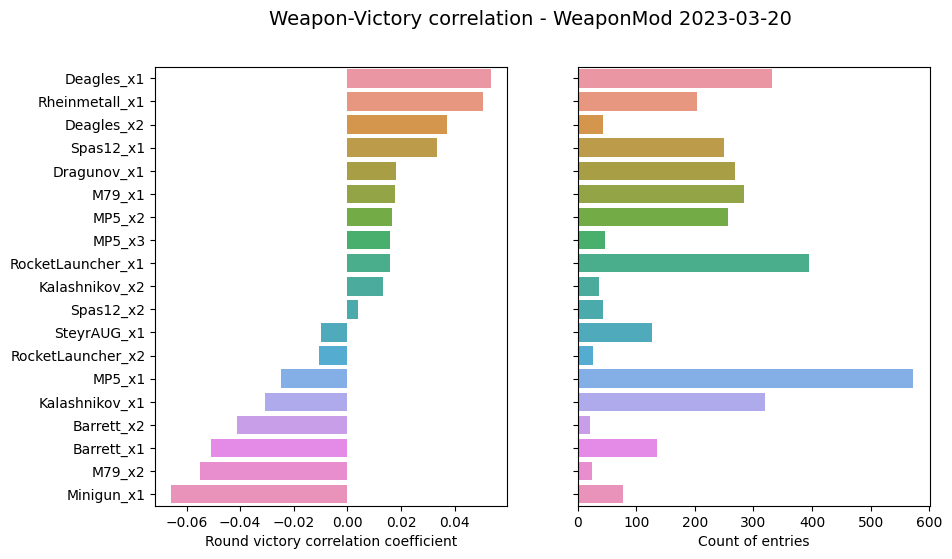 Weapon-Victory correlation - WeaponMod 2023-03-20
Deagles_x1
Rheinmetall_x1
Deagles_x2
Spas12_x1
Dragunov_x1
M79_x1
MP5_x2
MP5_x3
RocketLauncher_x1
Kalashnikov_x2
Spas12_x2
SteyrAUG_x1
RocketLauncher_x2
MP5_x1
Kalashnikov_x1
Barrett_x2
Barrett_x1
M79_x2
Minigun_x1
−0.06 −0.04 −0.02 0.00 0.02 0.04
Round victory correlation coefficient
0 100 200 300 400 500 600
Count of entries